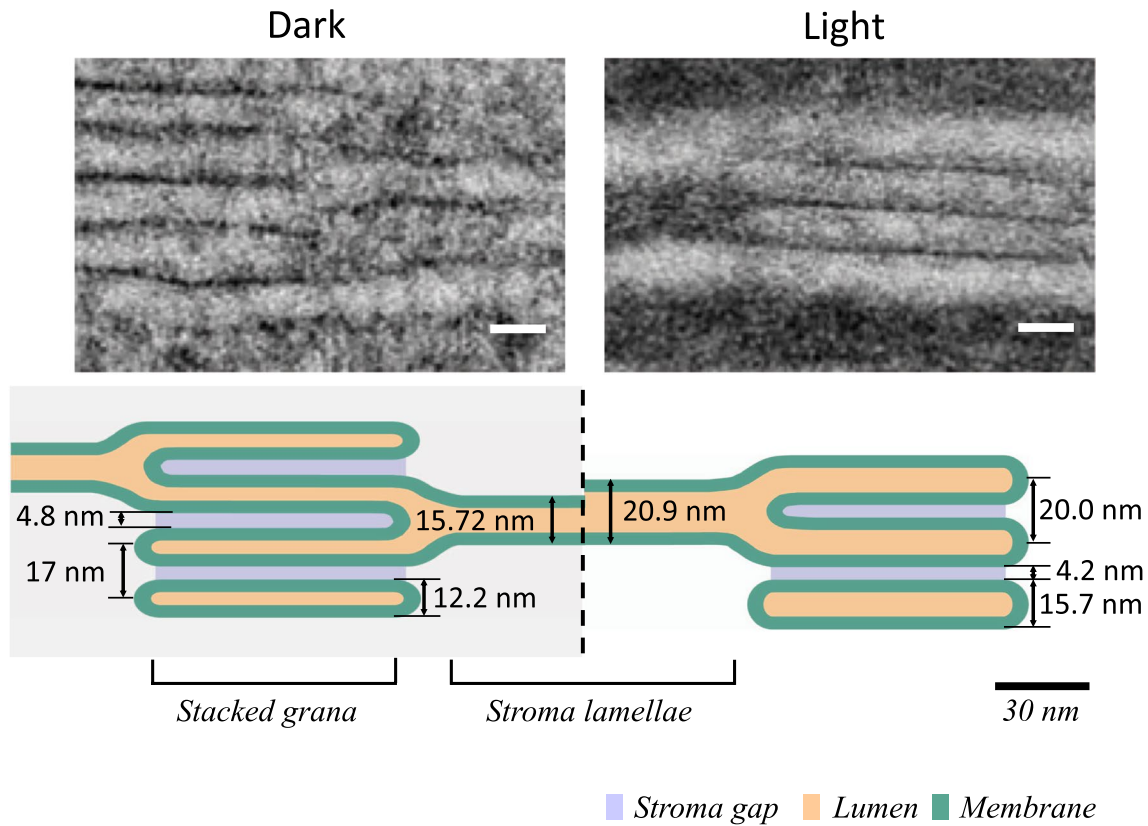 Dark
Light
4.8 nm
17 nm
15.72 nm
12.2 nm
20.9 nm
20.0 nm
4.2 nm
15.7 nm
Stacked grana
Stroma lamellae
30 nm
Stroma gap
Lumen
Membrane